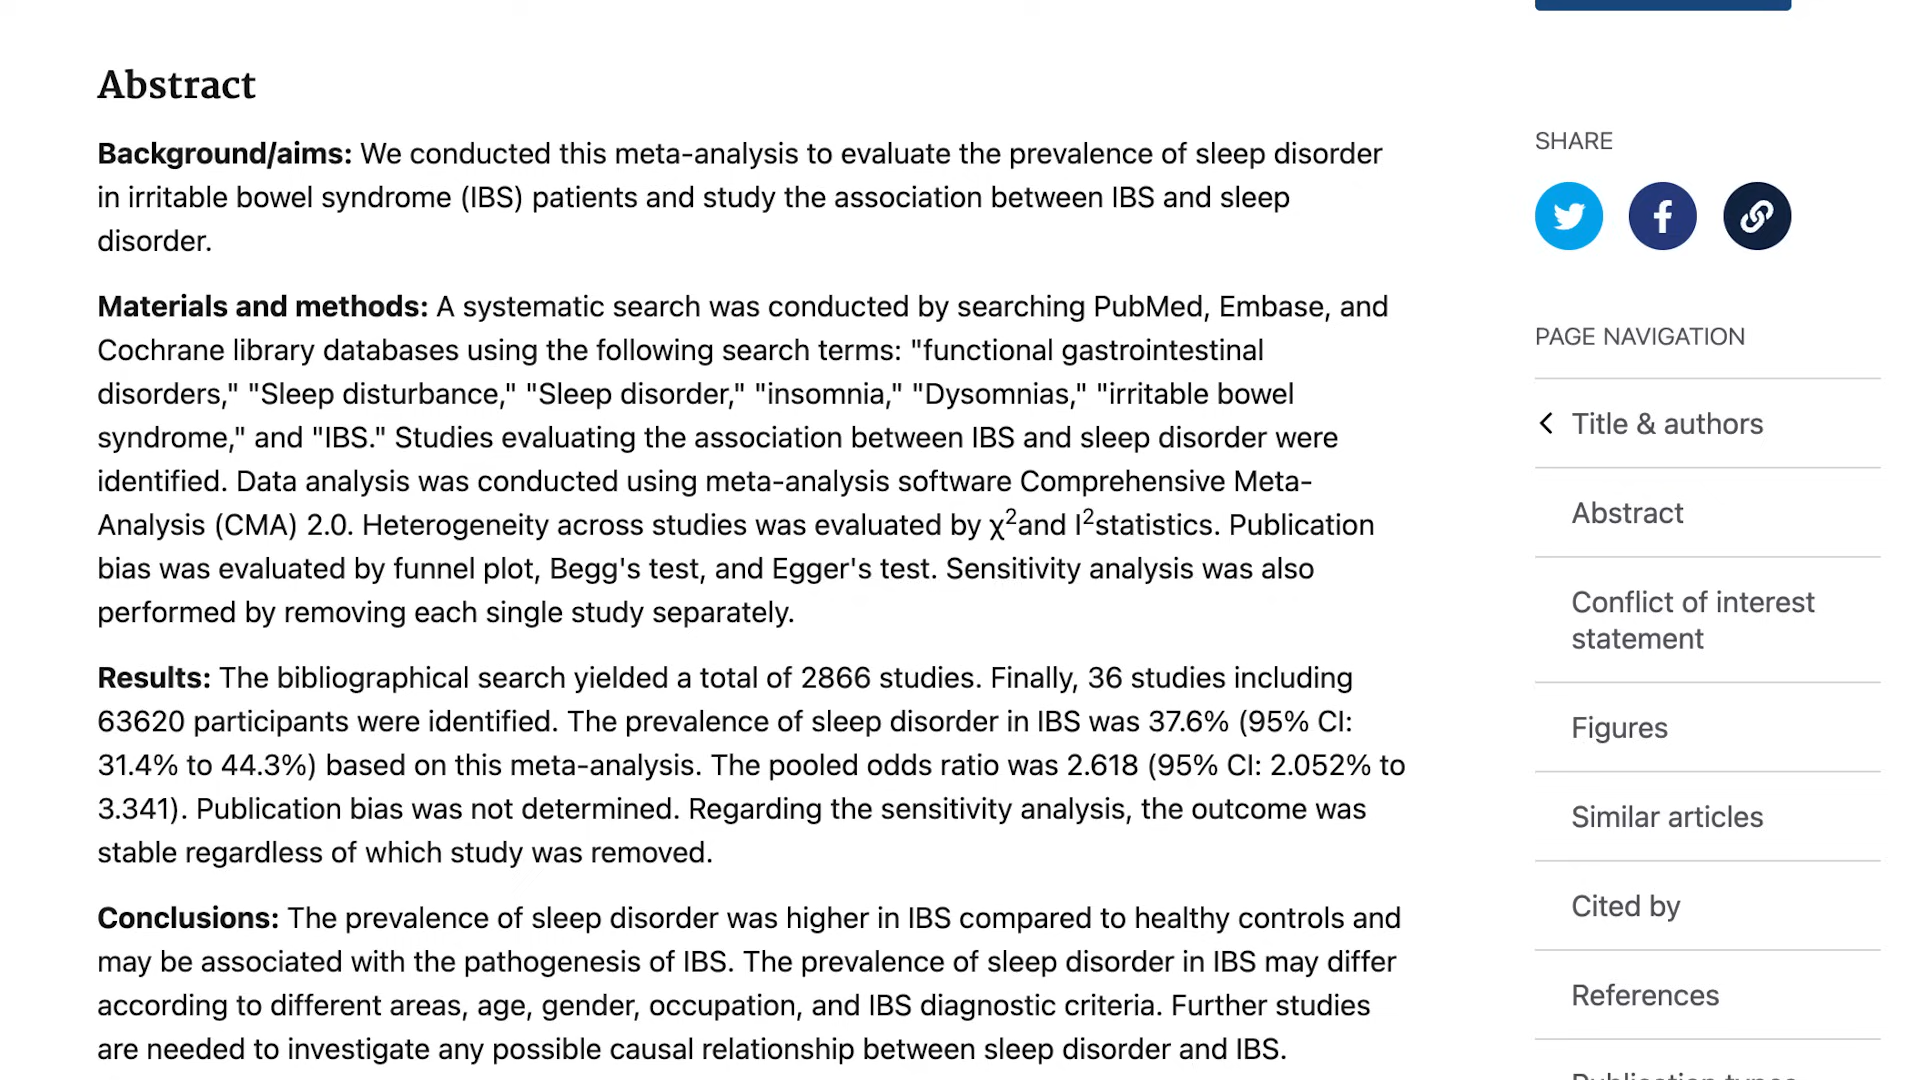 Abstract
Background/aims: We conducted this meta-analysis to evaluate the prevalence of sleep disorder
in irritable bowel syndrome (IBS) patients and study the association between IBS and sleep
disorder.
Materials and methods: A systematic search was conducted by searching PubMed, Embase, and
Cochrane library databases using the following search terms: "functional gastrointestinal
disorders," "Sleep disturbance," "Sleep disorder," "insomnia," "Dysomnias," "irritable bowel
syndrome," and "IBS." Studies evaluating the association between IBS and sleep disorder were
identified. Data analysis was conducted using meta-analysis software Comprehensive Meta-
Analysis (CMA) 2.0. Heterogeneity across studies was evaluated by χ²and I²statistics. Publication
bias was evaluated by funnel plot, Begg's test, and Egger's test. Sensitivity analysis was also
performed by removing each single study separately.
Results: The bibliographical search yielded a total of 2866 studies. Finally, 36 studies including
63620 participants were identified. The prevalence of sleep disorder in IBS was 37.6% (95% CI:
31.4% to 44.3%) based on this meta-analysis. The pooled odds ratio was 2.618 (95% CI: 2.052% to
3.341). Publication bias was not determined. Regarding the sensitivity analysis, the outcome was
stable regardless of which study was removed.
Conclusions: The prevalence of sleep disorder was higher in IBS compared to healthy controls and
may be associated with the pathogenesis of IBS. The prevalence of sleep disorder in IBS may differ
according to different areas, age, gender, occupation, and IBS diagnostic criteria. Further studies
are needed to investigate any possible causal relationship between sleep disorder and IBS.
SHARE
PAGE NAVIGATION
Title & authors
Abstract
Conflict of interest
statement
Figures
Similar articles
Cited by
References